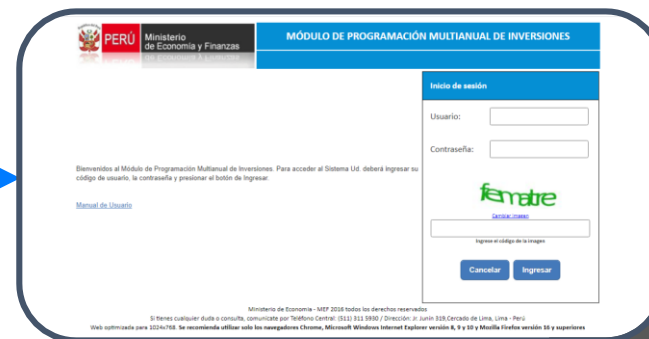 PERÚ
Ministerio
de Economía y Finanzas
MÓDULO DE PROGRAMACIÓN MULTIANUAL DE INVERSIONES
Inicio de sesión
Usuario:
Contraseña:
Bienvenidos al Módulo de Programación Multianual de Inversiones. Para acceder al Sistema Ud. deberá ingresar su
código de usuario, la contraseña y presionar el botón de Ingresar.
Manual de Usuario
Cambiar imagen
Ingrese el código de la imagen
Cancelar
Ingresar
Ministerio de Economía - MEF 2016 todos los derechos reservados
Si tienes cualquier duda o consulta, comunícate por Teléfono Central: (511) 311 5930 / Dirección: Jr. Junín 319,Cercado de Lima, Lima - Perú
Web optimizada para 1024x768. Se recomienda utilizar solo los navegadores Chrome, Microsoft Windows Internet Explorer versión 8, 9 y 10 y Mozilla Firefox versión 16 y superiores